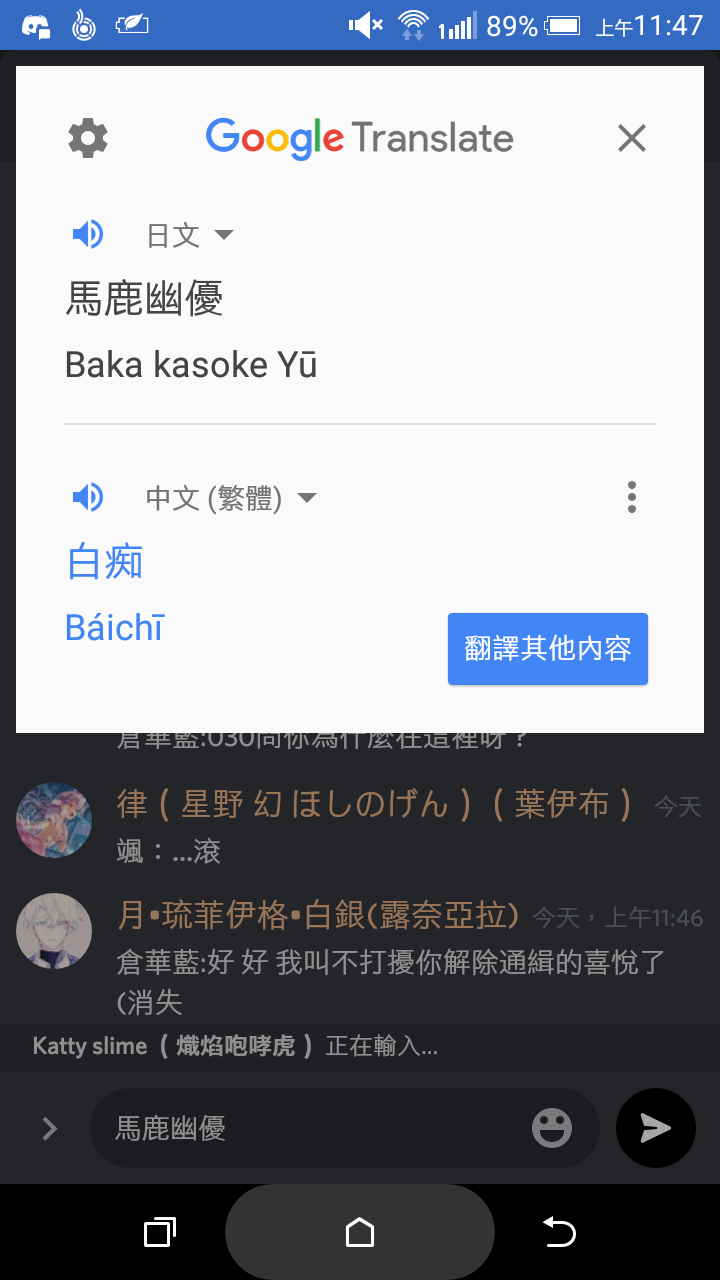 89% 上午11:47
Google Translate
日文
馬鹿幽優
Baka kasoke Yū
中文 (繁體)
白痴
Báichī
翻譯其他內容
倉華藍:030問你為什麼在這裡呀？
律（星野 幻 ほしのげん）（葉伊布） 今天
颯：...滾
月•琉菲伊格•白銀(露奈亞拉) 今天，上午11:46
倉華藍:好 好 我叫不打擾你解除通緝的喜悅了
(消失
Katty slime（熾焰咆哮虎）正在輸入...
馬鹿幽優